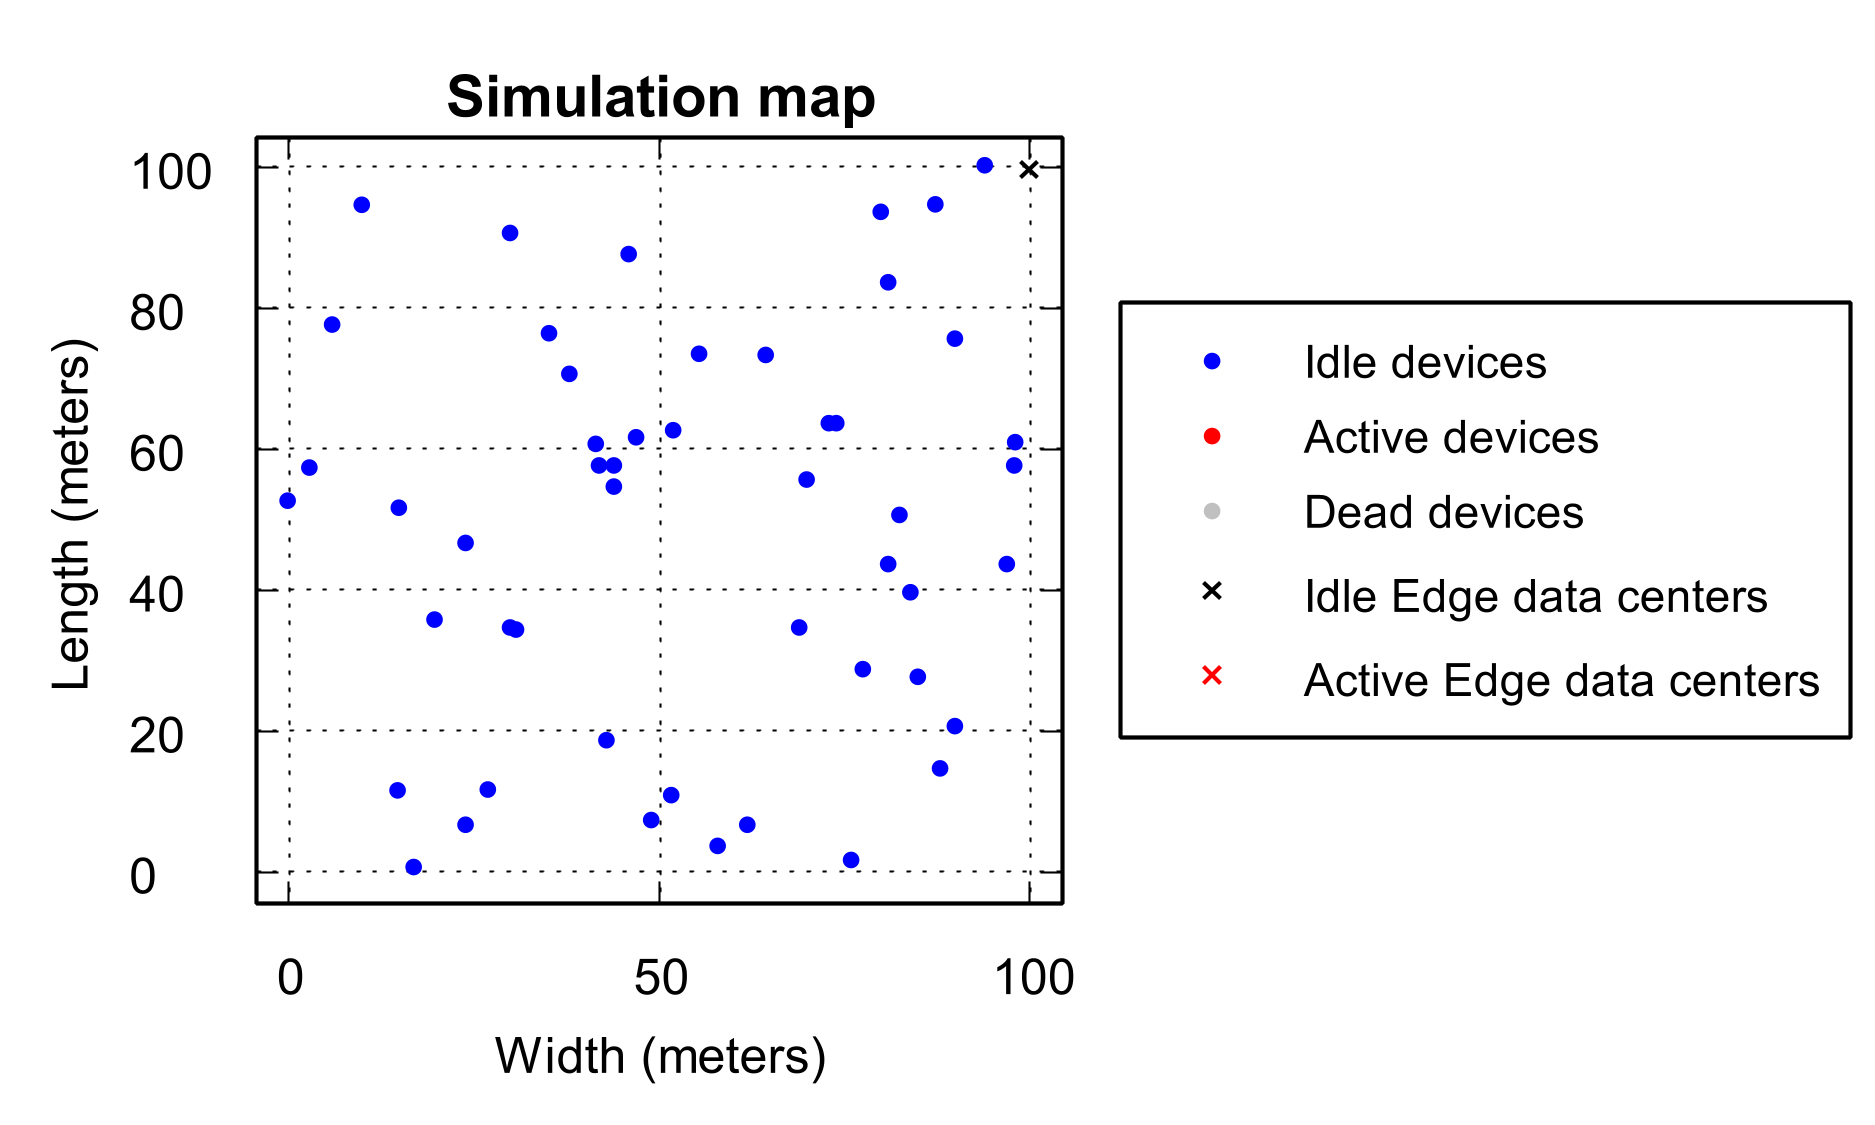 Simulation map
100
80
60
40
20
0
Length (meters)
0 50 100
Width (meters)
Idle devices
Active devices
Dead devices
Idle Edge data centers
Active Edge data centers